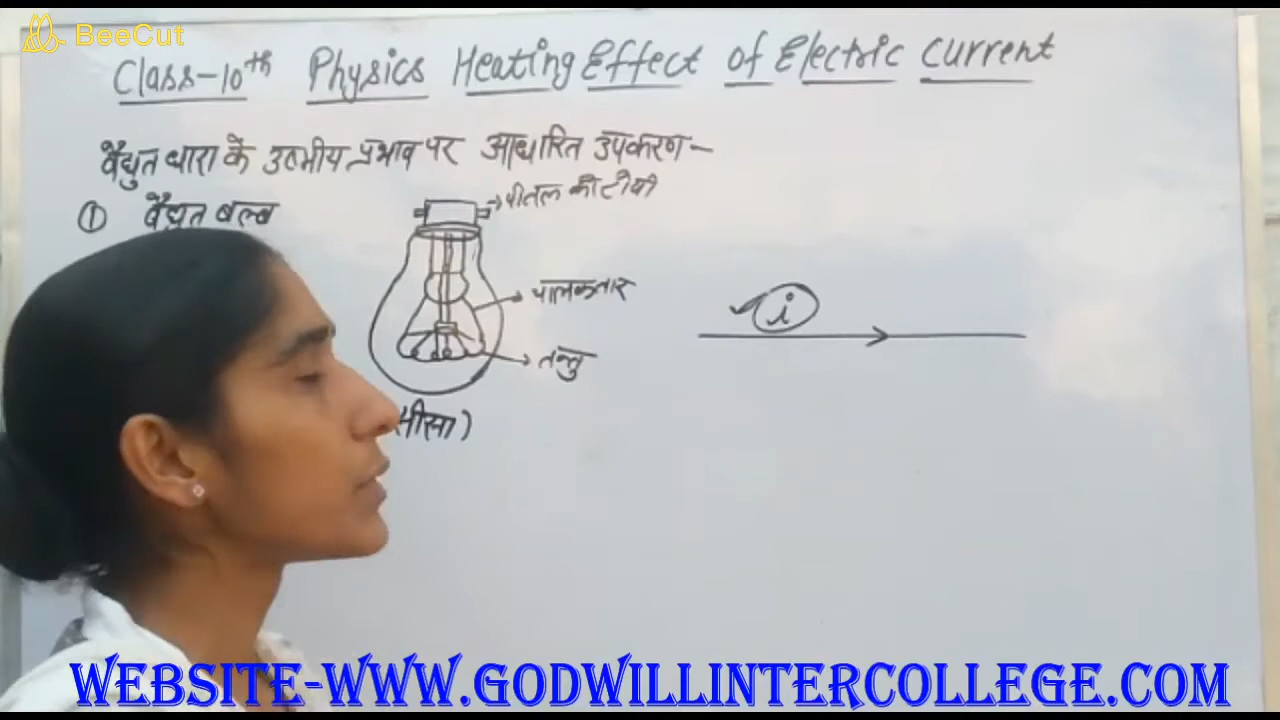 BeeCut
Class-10th Physics Heating Effect of Electric Current
वैद्युत धारा के उष्मीय प्रभाव पर आधारित उपकरण-
① वैद्युत बल्ब
पीतल की टोपी
चालक तार
i
तन्तु
(सीसा)
WEBSITE-WWW.GODWILLINTERCOLLEGE.COM